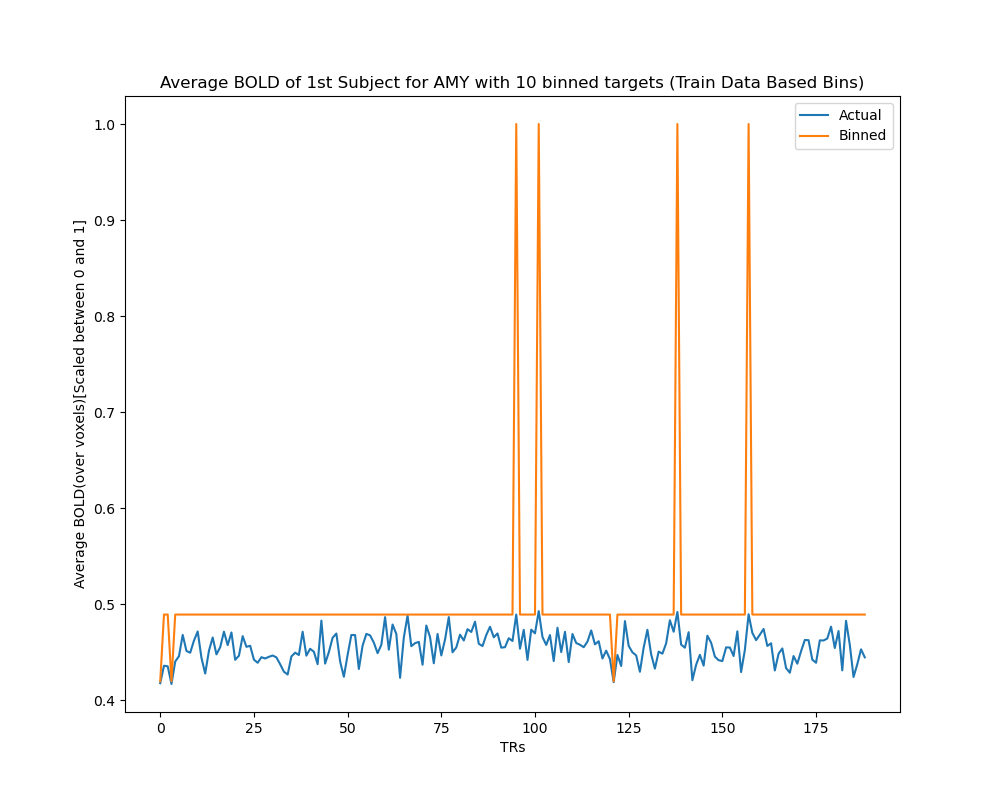 Average BOLD of 1st Subject for AMY with 10 binned targets (Train Data Based Bins)
Actual
Binned
1.0
0.9
0.8
0.7
0.6
0.5
0.4
Average BOLD(over voxels)[Scaled between 0 and 1]
0 25 50 75 100 125 150 175
TRs